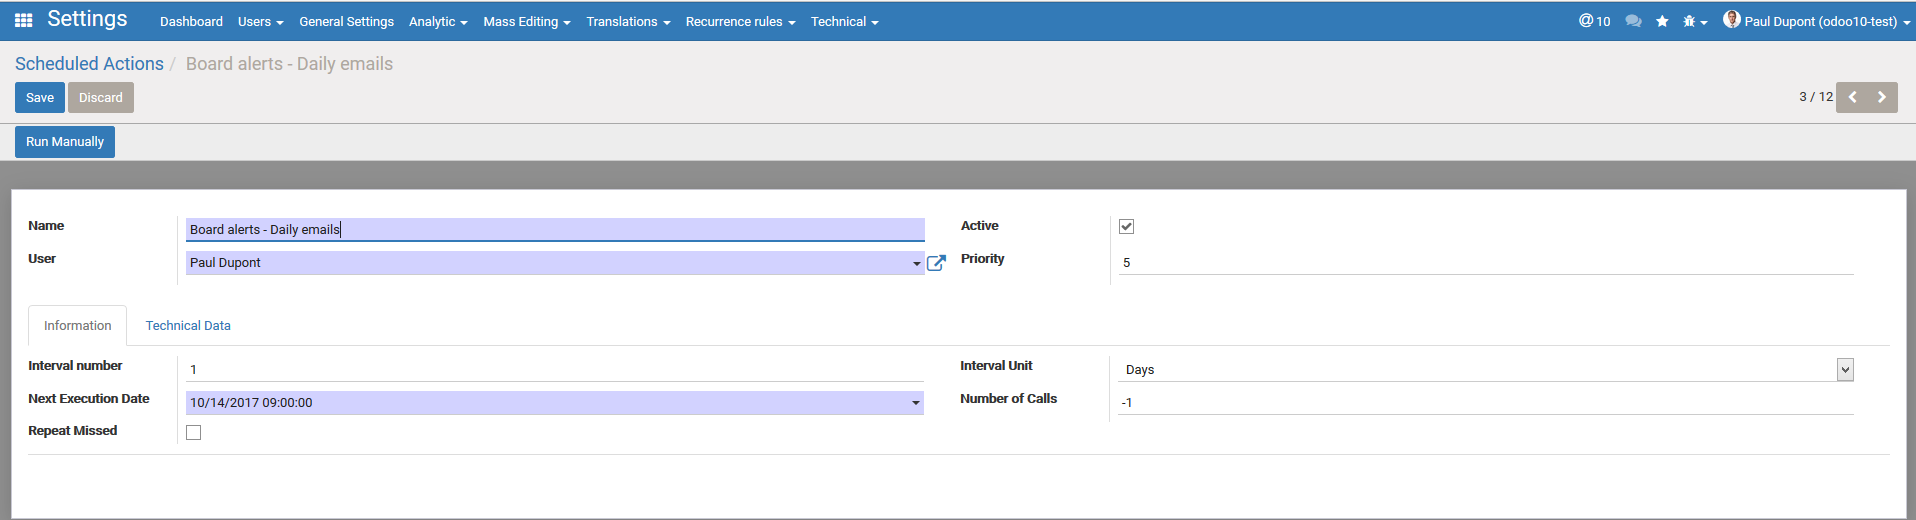 Settings Dashboard Users General Settings Analytic Mass Editing Translations Recurrence rules Technical @10 Paul Dupont (odoo10-test)
Scheduled Actions / Board alerts - Daily emails
Save Discard 3 / 12
Run Manually
Name Board alerts - Daily emails Active
User Paul Dupont Priority 5
Information Technical Data
Interval number 1 Interval Unit Days
Next Execution Date 10/14/2017 09:00:00 Number of Calls -1
Repeat Missed